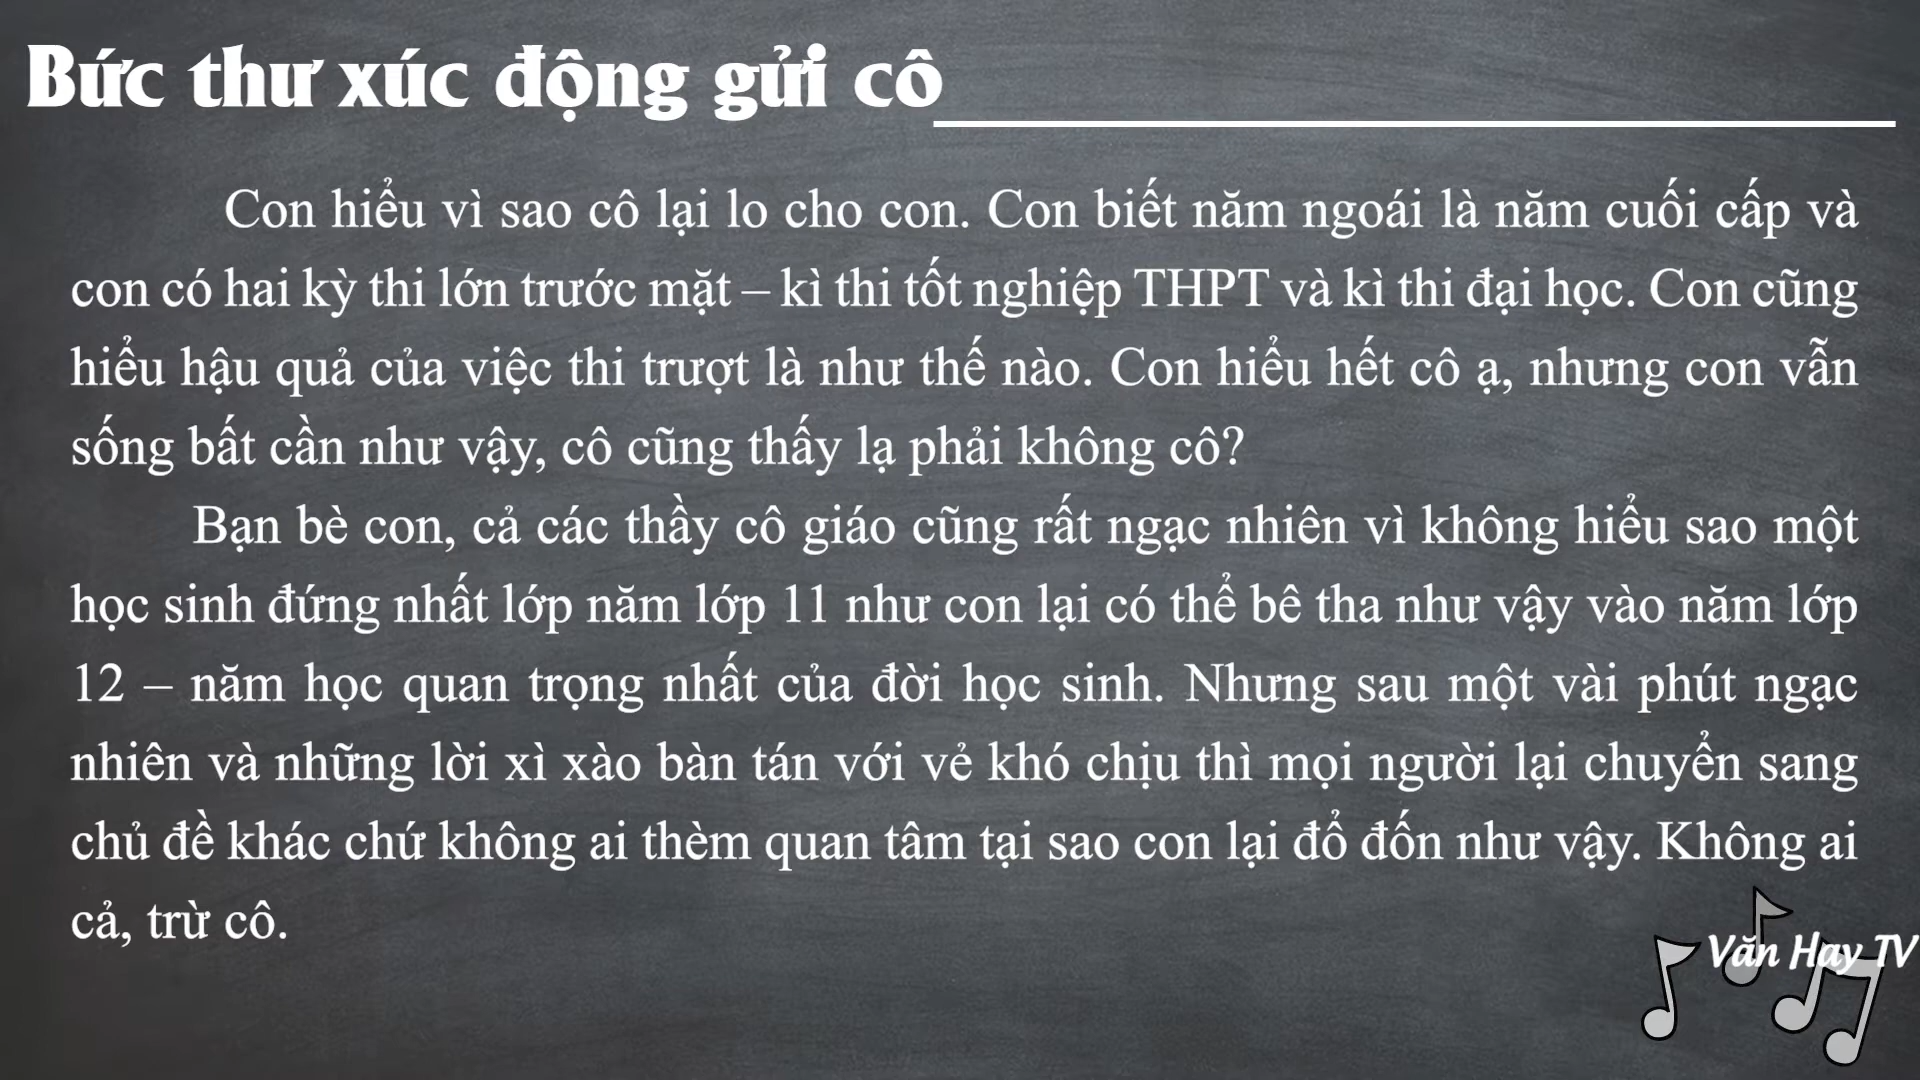 Bức thư xúc động gửi cô
Con hiểu vì sao cô lại lo cho con. Con biết năm ngoái là năm cuối cấp và
con có hai kỳ thi lớn trước mặt – kì thi tốt nghiệp THPT và kì thi đại học. Con cũng
hiểu hậu quả của việc thi trượt là như thế nào. Con hiểu hết cô ạ, nhưng con vẫn
sống bất cần như vậy, cô cũng thấy lạ phải không cô?
Bạn bè con, cả các thầy cô giáo cũng rất ngạc nhiên vì không hiểu sao một
học sinh đứng nhất lớp năm lớp 11 như con lại có thể bê tha như vậy vào năm lớp
12 – năm học quan trọng nhất của đời học sinh. Nhưng sau một vài phút ngạc
nhiên và những lời xì xào bàn tán với vẻ khó chịu thì mọi người lại chuyển sang
chủ đề khác chứ không ai thèm quan tâm tại sao con lại đổ đốn như vậy. Không ai
cả, trừ cô.
Văn Hay TV